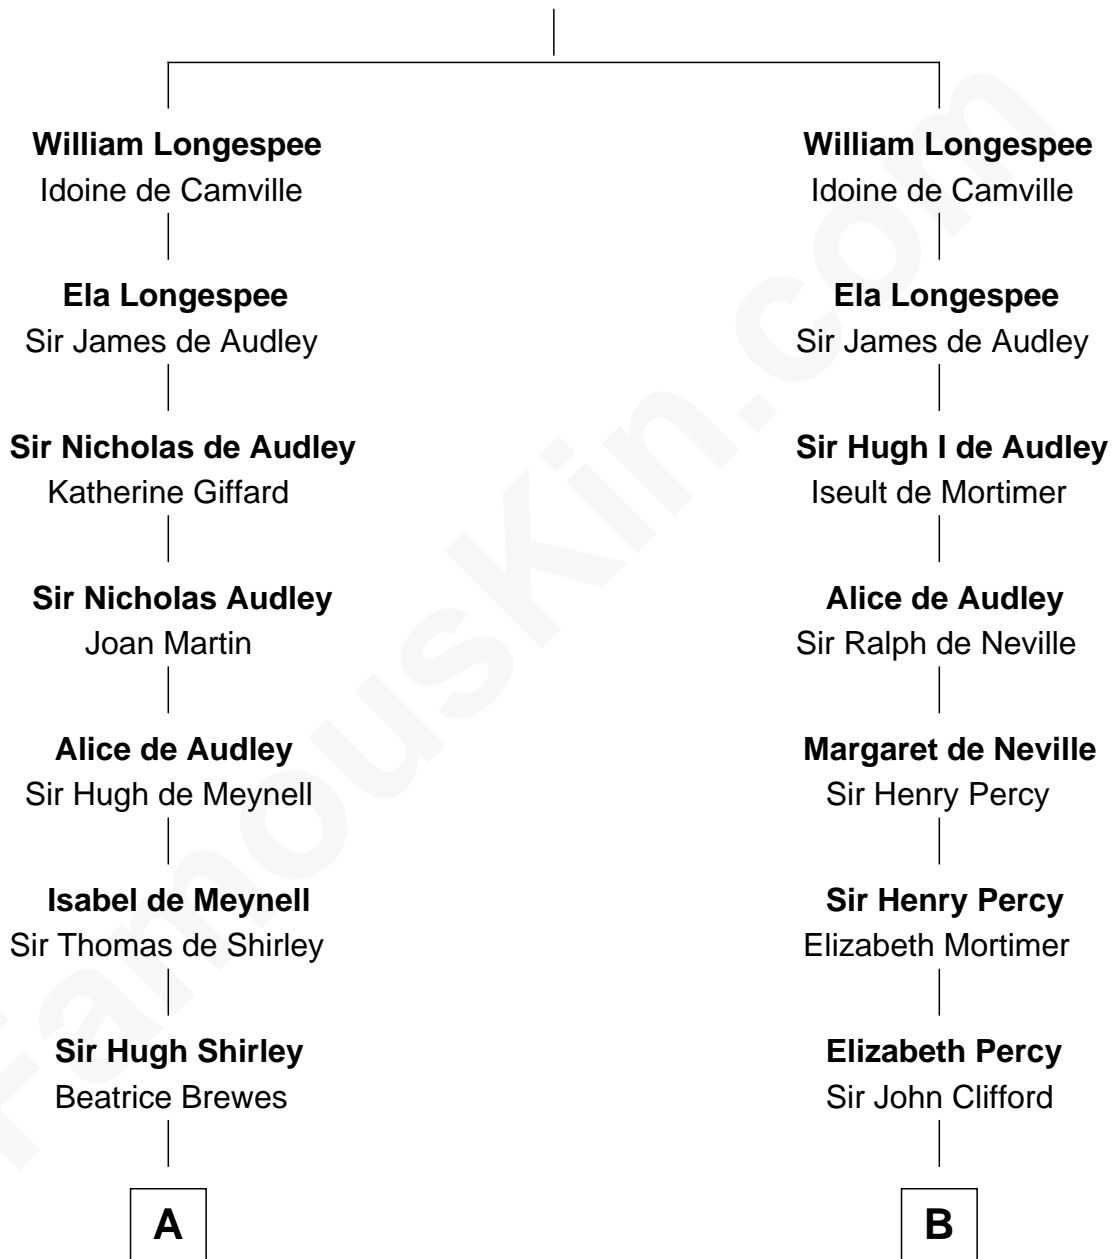 William Longespee
Idoine de Camville
Ela Longespee
Sir James de Audley
Sir Nicholas de Audley
Katherine Giffard
Sir Nicholas Audley
Joan Martin
Alice de Audley
Sir Hugh de Meynell
Isabel de Meynell
Sir Thomas de Shirley
Sir Hugh Shirley
Beatrice Brewes
A
William Longespee
Idoine de Camville
Ela Longespee
Sir James de Audley
Sir Hugh I de Audley
Iseult de Mortimer
Alice de Audley
Sir Ralph de Neville
Margaret de Neville
Sir Henry Percy
Sir Henry Percy
Elizabeth Mortimer
Elizabeth Percy
Sir John Clifford
B
FamousKin.com